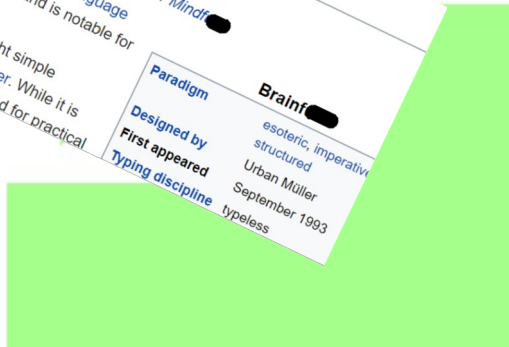 guage
nd is notable for
Mindf
ht simple
er. While it is
d for practical
Brainf
Paradigm
esoteric, imperative
structured
Designed by
Urban Müller
First appeared
September 1993
Typing discipline
typeless